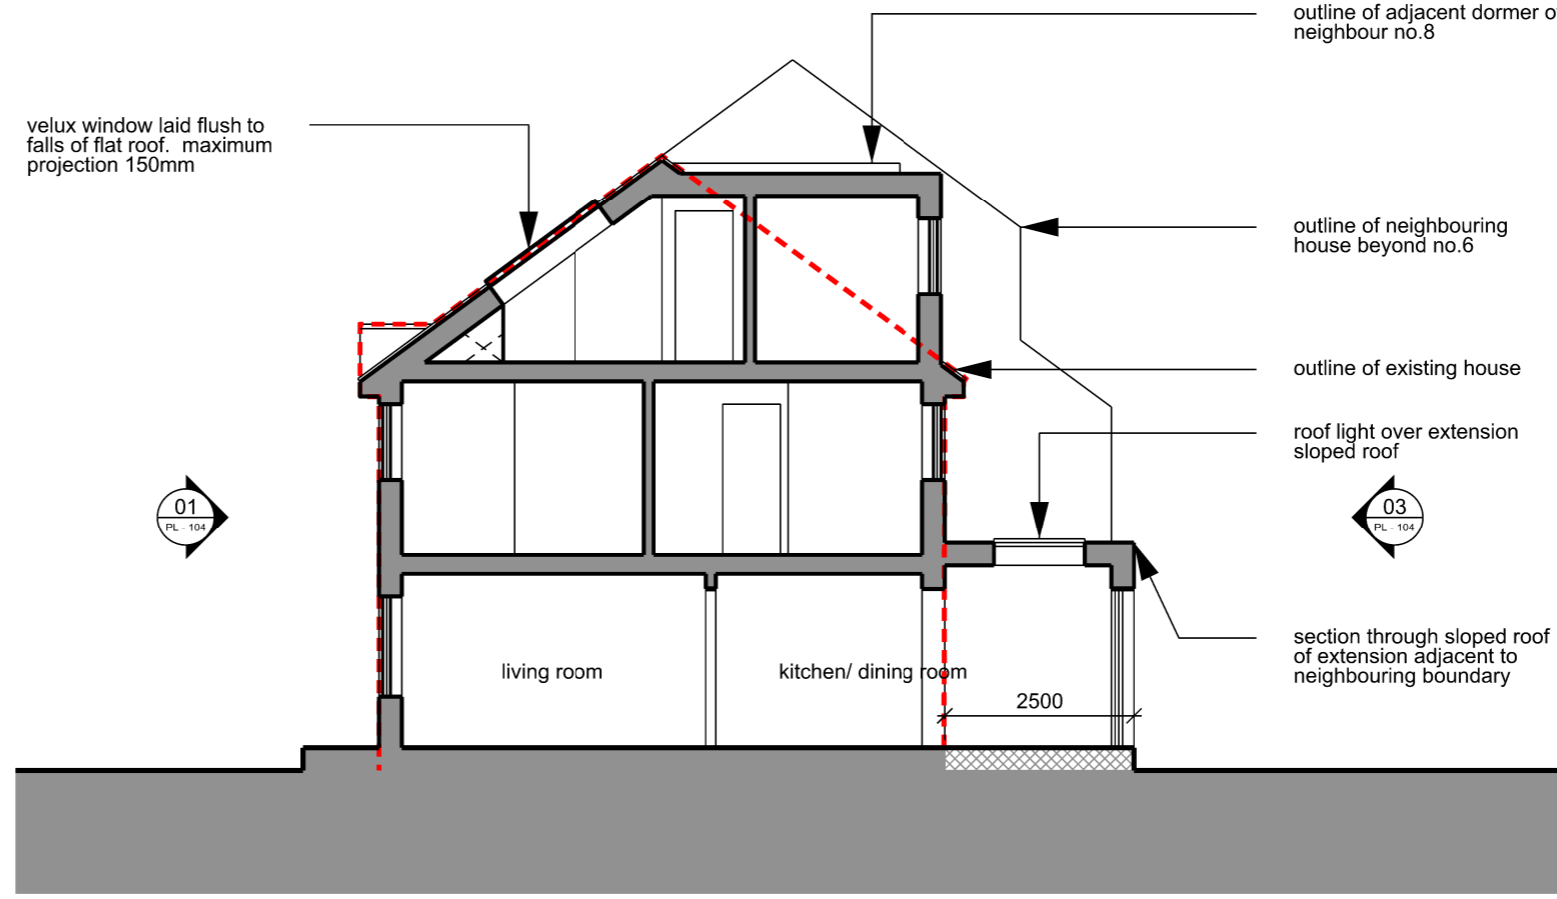 outline of adjacent dormer o
neighbour no.8
velux window laid flush to
falls of flat roof. maximum
projection 150mm
outline of neighbouring
house beyond no.6
outline of existing house
roof light over extension
sloped roof
01
PL - 104
03
PL - 104
section through sloped roof
of extension adjacent to
neighbouring boundary
living room
kitchen/ dining room
2500